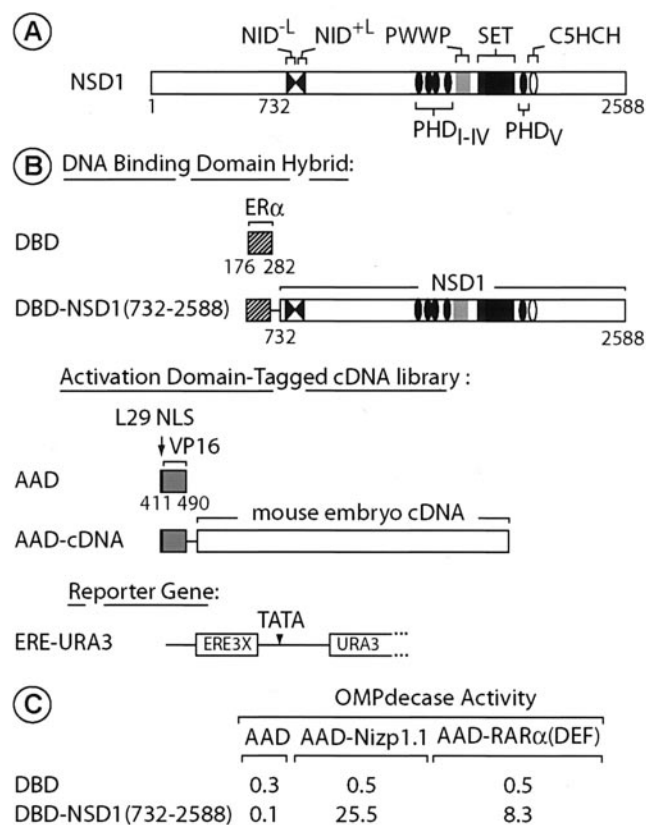 A
NID-L NID+L PWWP SET C5HCH
NSD1
1 732 2588
PHDI-IV PHDV
B DNA Binding Domain Hybrid:
ERα
DBD
176 282
NSD1
DBD-NSD1(732-2588)
732 2588
Activation Domain-Tagged cDNA library :
L29 NLS
VP16
AAD
411 490
mouse embryo cDNA
AAD-cDNA
Reporter Gene:
TATA
ERE-URA3 ERE3X URA3 ...
...
C OMPdecase Activity
AAD AAD-Nizp1.1 AAD-RARα(DEF)
DBD 0.3 0.5 0.5
DBD-NSD1(732-2588) 0.1 25.5 8.3